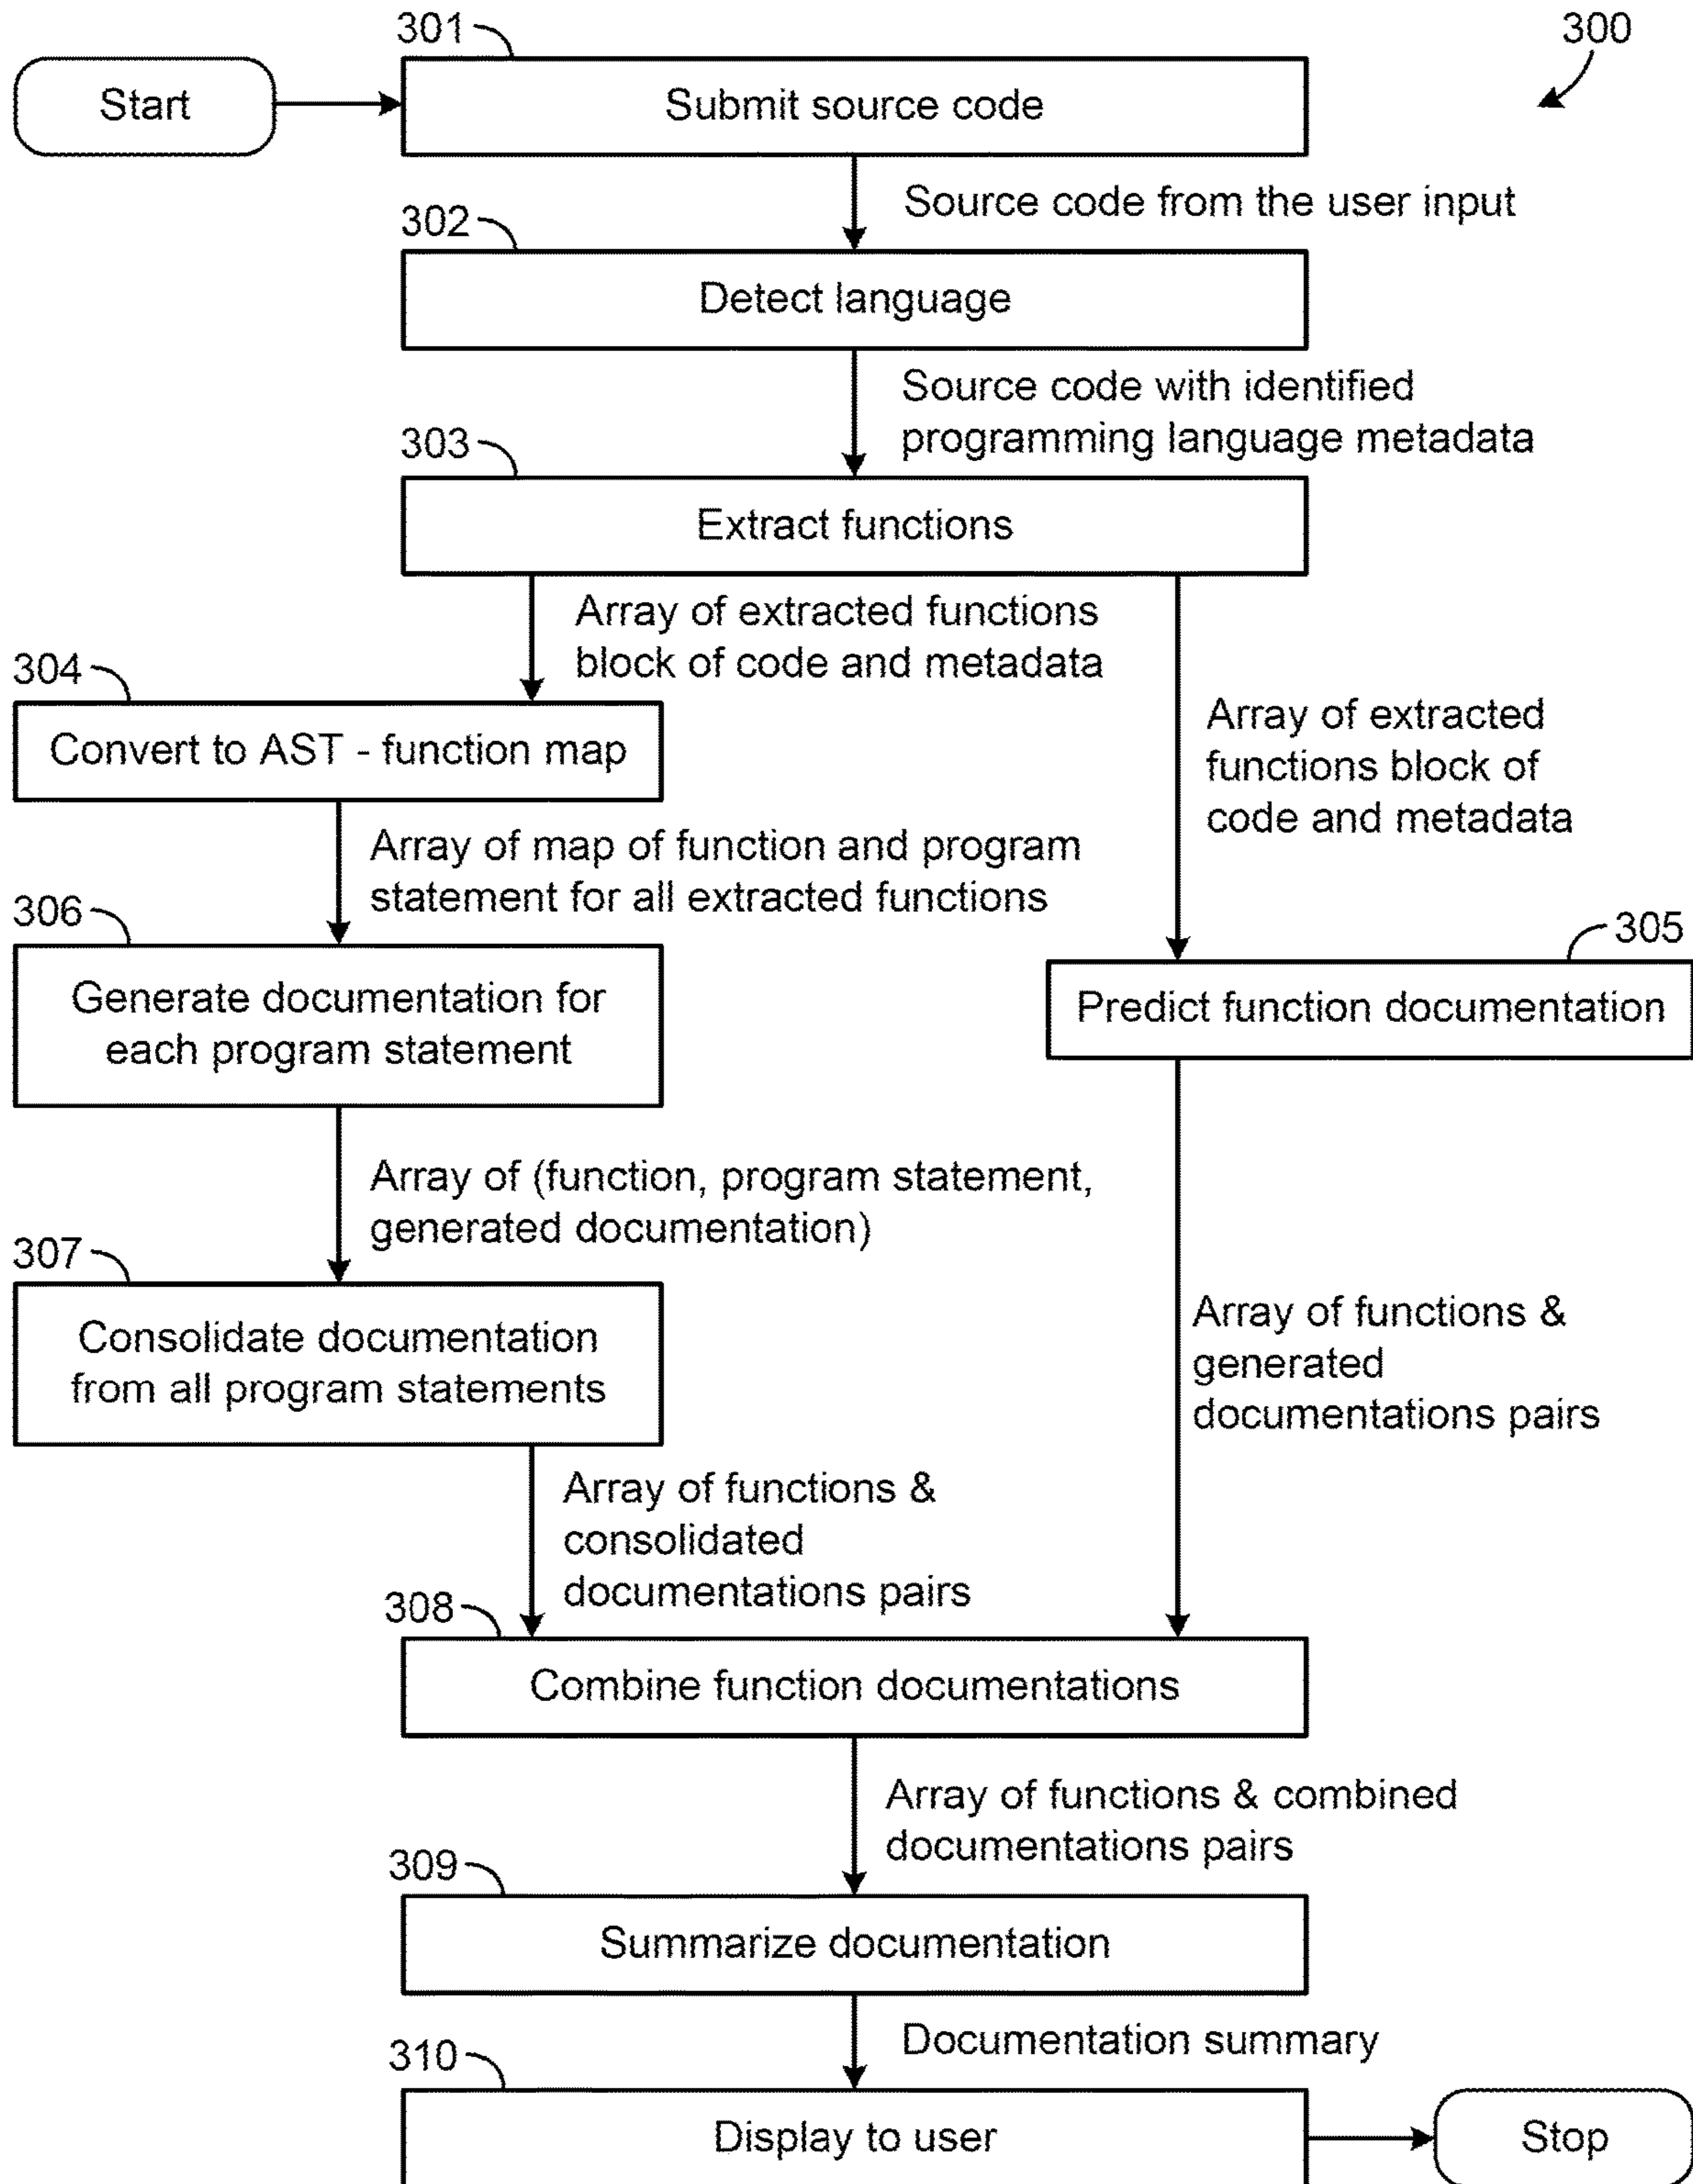 301
300
Start
Submit source code
Source code from the user input
302
Detect language
Source code with identified
programming language metadata
303
Extract functions
Array of extracted functions
block of code and metadata
304
Convert to AST - function map
Array of extracted
functions block of
code and metadata
Array of map of function and program
statement for all extracted functions
306
305
Generate documentation for
each program statement
Predict function documentation
Array of (function, program statement,
generated documentation)
307
Consolidate documentation
from all program statements
Array of functions &
generated
documentations pairs
Array of functions &
consolidated
documentations pairs
308
Combine function documentations
Array of functions & combined
documentations pairs
309
Summarize documentation
Documentation summary
310
Display to user
Stop